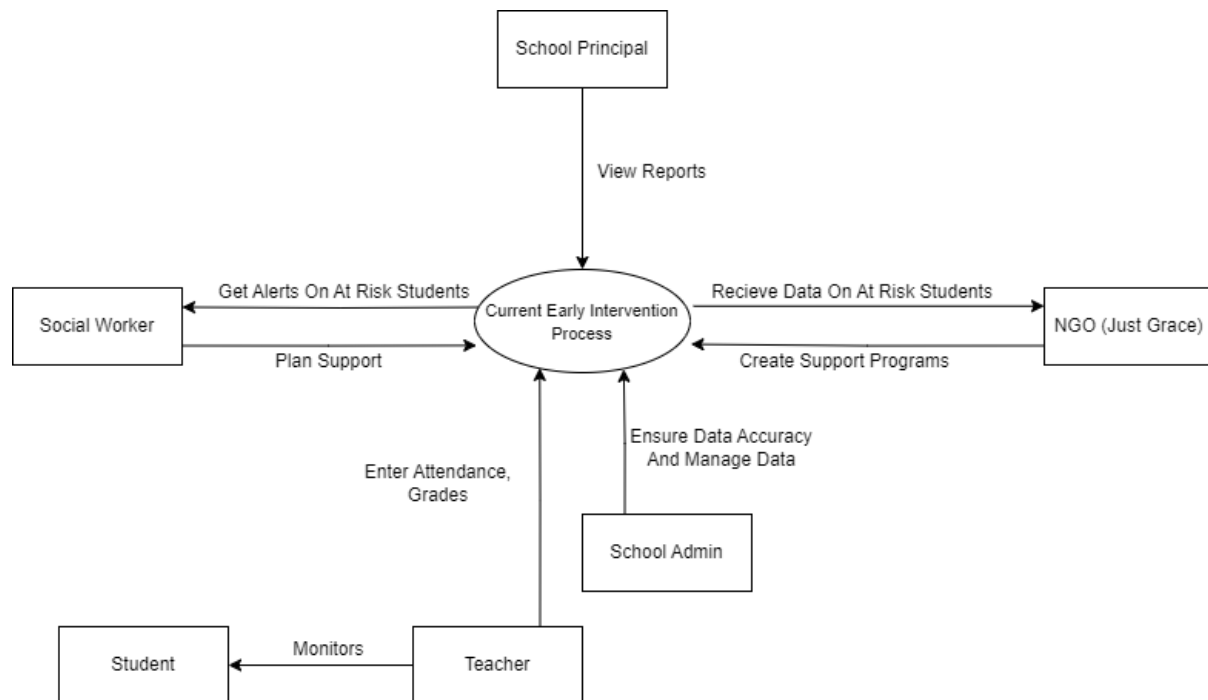 School Principal
View Reports
Get Alerts On At Risk Students
Recieve Data On At Risk Students
Social Worker
Current Early Intervention
Process
NGO (Just Grace)
Plan Support
Create Support Programs
Ensure Data Accuracy
And Manage Data
Enter Attendance,
Grades
School Admin
Monitors
Student
Teacher